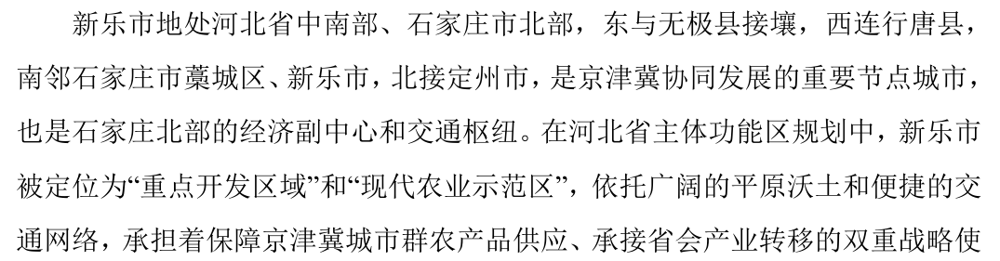 新乐市地处河北省中南部、石家庄市北部，东与无极县接壤，西连行唐县，
南邻石家庄市藁城区、新乐市，北接定州市，是京津冀协同发展的重要节点城市，
也是石家庄北部的经济副中心和交通枢纽。在河北省主体功能区规划中，新乐市
被定位为“重点开发区域”和“现代农业示范区”，依托广阔的平原沃土和便捷的交
通网络，承担着保障京津冀城市群农产品供应、承接省会产业转移的双重战略使